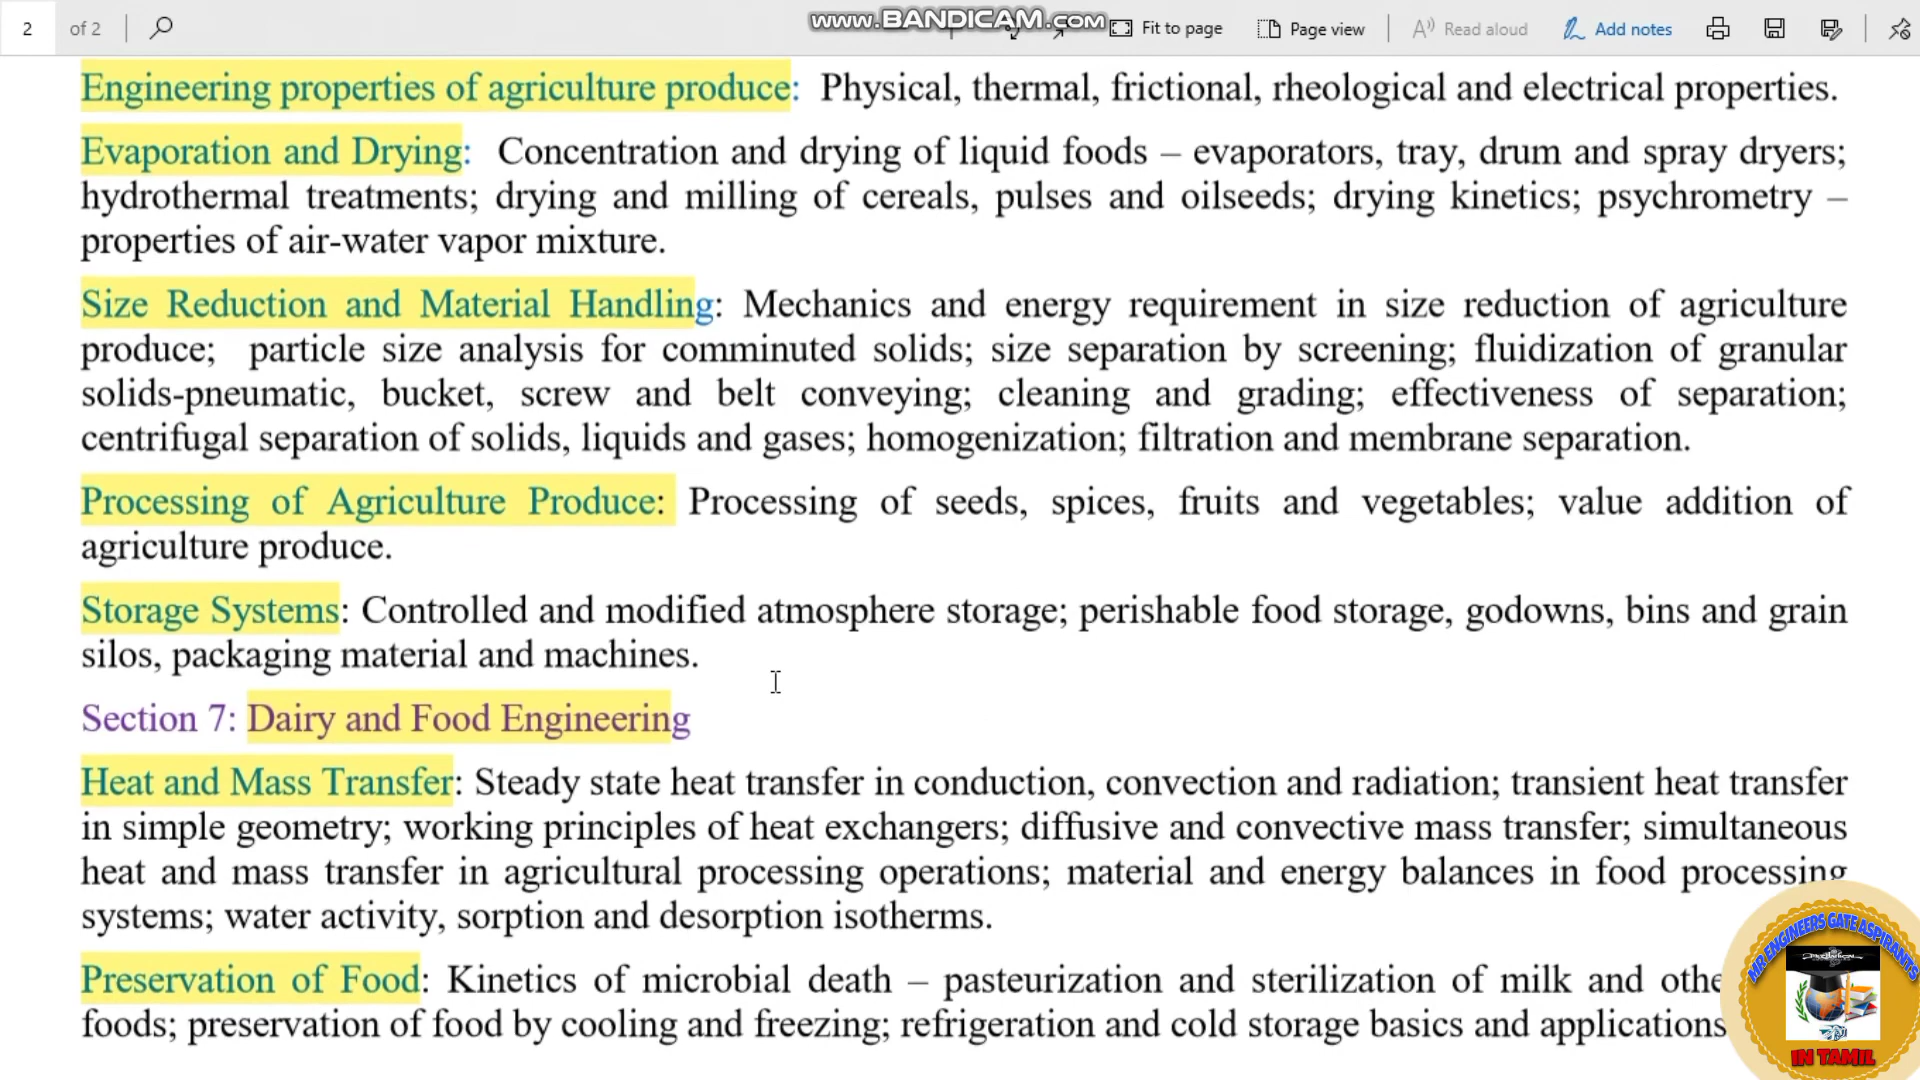 2 of 2 Fit to page Page view Read aloud Add notes
www.BANDICAM.com
Engineering properties of agriculture produce: Physical, thermal, frictional, rheological and electrical properties.
Evaporation and Drying: Concentration and drying of liquid foods – evaporators, tray, drum and spray dryers;
hydrothermal treatments; drying and milling of cereals, pulses and oilseeds; drying kinetics; psychrometry –
properties of air-water vapor mixture.
Size Reduction and Material Handling: Mechanics and energy requirement in size reduction of agriculture
produce; particle size analysis for comminuted solids; size separation by screening; fluidization of granular
solids-pneumatic, bucket, screw and belt conveying; cleaning and grading; effectiveness of separation;
centrifugal separation of solids, liquids and gases; homogenization; filtration and membrane separation.
Processing of Agriculture Produce: Processing of seeds, spices, fruits and vegetables; value addition of
agriculture produce.
Storage Systems: Controlled and modified atmosphere storage; perishable food storage, godowns, bins and grain
silos, packaging material and machines.
Section 7: Dairy and Food Engineering
Heat and Mass Transfer: Steady state heat transfer in conduction, convection and radiation; transient heat transfer
in simple geometry; working principles of heat exchangers; diffusive and convective mass transfer; simultaneous
heat and mass transfer in agricultural processing operations; material and energy balances in food processing
systems; water activity, sorption and desorption isotherms.
Preservation of Food: Kinetics of microbial death – pasteurization and sterilization of milk and othe
foods; preservation of food by cooling and freezing; refrigeration and cold storage basics and applications
MR ENGINEERS GATE ASPIRANTS
IN TAMIL